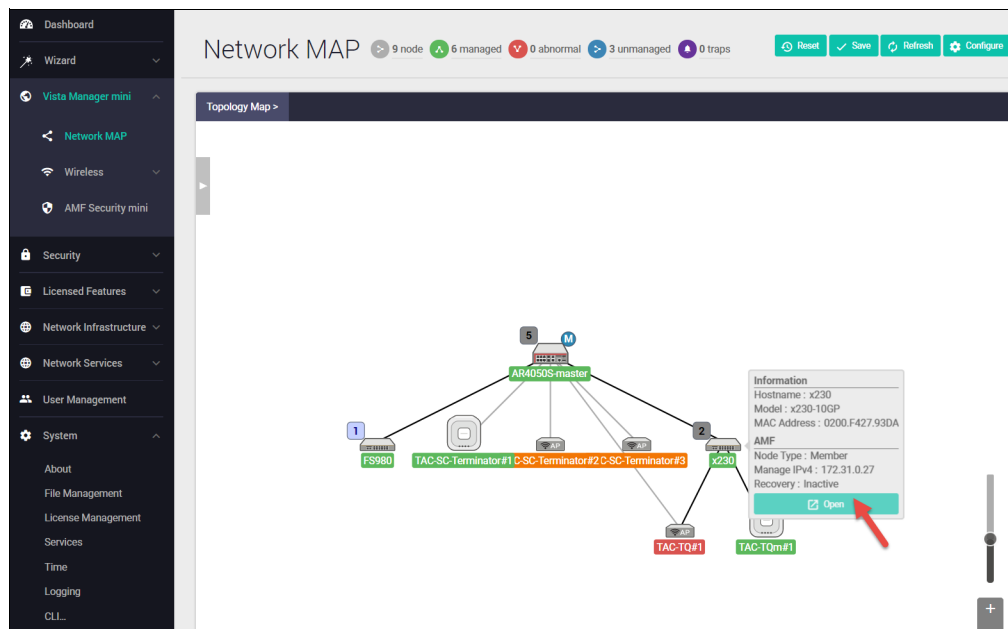 Dashboard
Wizard
Vista Manager mini
Network MAP
Wireless
AMF Security mini
Security
Licensed Features
Network Infrastructure
Network Services
User Management
System
About
File Management
License Management
Services
Time
Logging
CLI...
Network MAP
9 node
6 managed
0 abnormal
3 unmanaged
0 traps
Reset
Save
Refresh
Configure
Topology Map >
5
M
AR4050S-master
1
FS980
TAC-SC-Terminator#1
AP
C-SC-Terminator#2
AP
C-SC-Terminator#3
2
x230
AP
TAC-TQ#1
TAC-TQm#1
Information
Hostname : x230
Model : x230-10GP
MAC Address : 0200.F427.93DA
AMF
Node Type : Member
Manage IPv4 : 172.31.0.27
Recovery : Inactive
Open
+